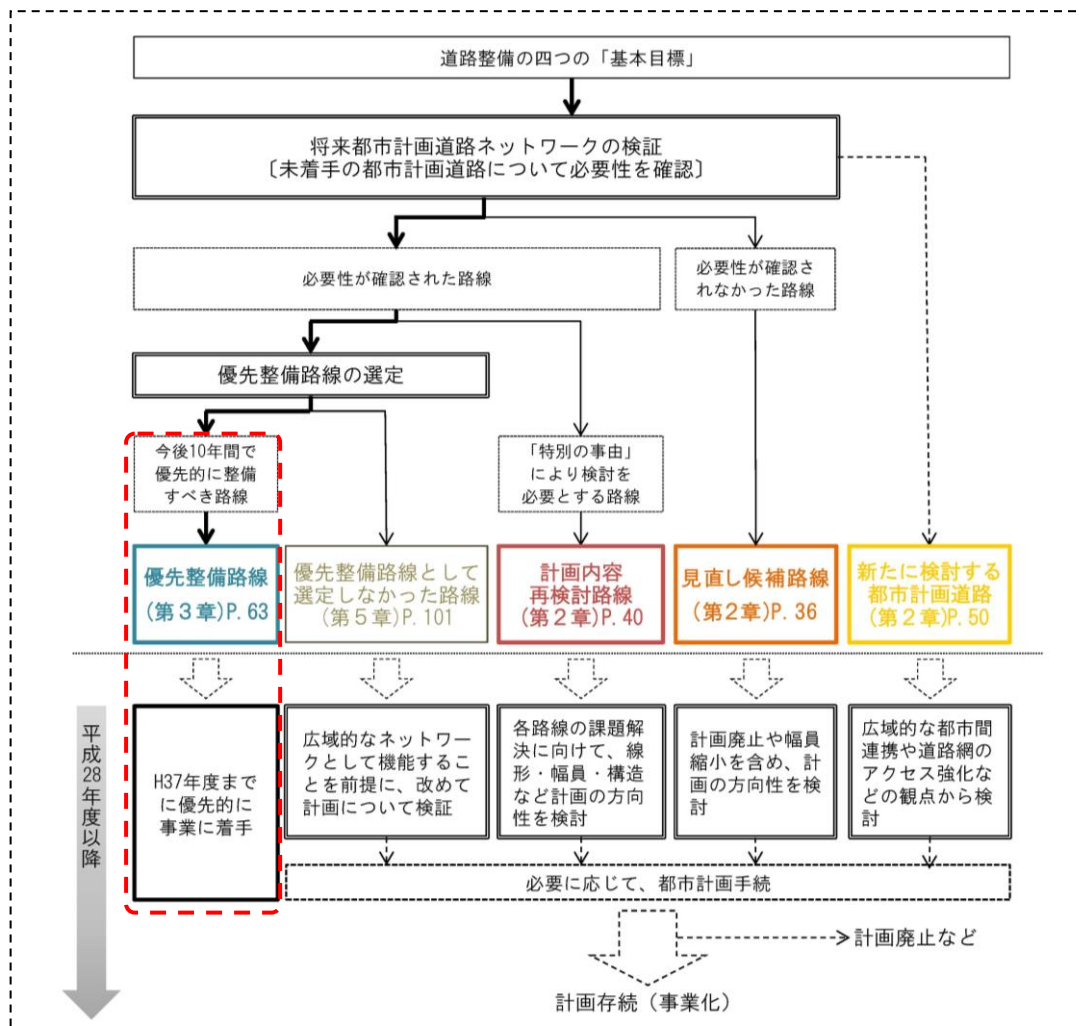 道路整備の四つの「基本目標」
将来都市計画道路ネットワークの検証
〔未着手の都市計画道路について必要性を確認〕
必要性が確認された路線
必要性が確認さ
れなかった路線
優先整備路線の選定
今後10年間で
優先的に整備
すべき路線
「特別の事由」
により検討を
必要とする路線
優先整備路線
(第3章)P. 63
優先整備路線として
選定しなかった路線
(第5章)P. 101
計画内容
再検討路線
(第2章)P. 40
見直し候補路線
(第2章)P. 36
新たに検討する
都市計画道路
(第2章)P. 50
平成28年度以降
H37年度まで
に優先的に
事業に着手
広域的なネットワー
クとして機能するこ
とを前提に、改めて
計画について検証
各路線の課題解
決に向けて、線
形・幅員・構造
など計画の方向
性を検討
計画廃止や幅員
縮小を含め、計
画の方向性を検
討
広域的な都市間
連携や道路網の
アクセス強化な
どの観点から検
討
必要に応じて、都市計画手続
計画廃止など
計画存続（事業化）